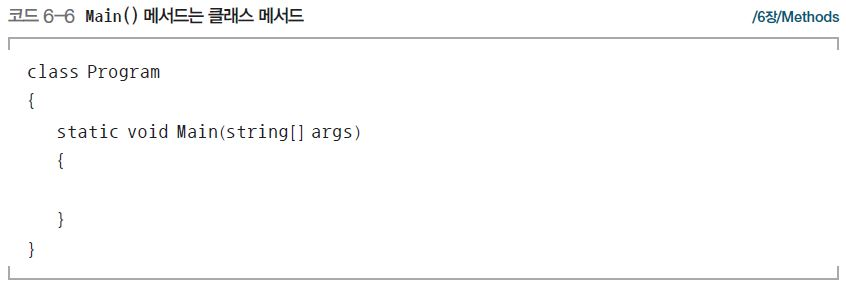 코드 6-6 Main() 메서드는 클래스 메서드 /6장/Methods
class Program
{
static void Main(string[] args)
{
}
}